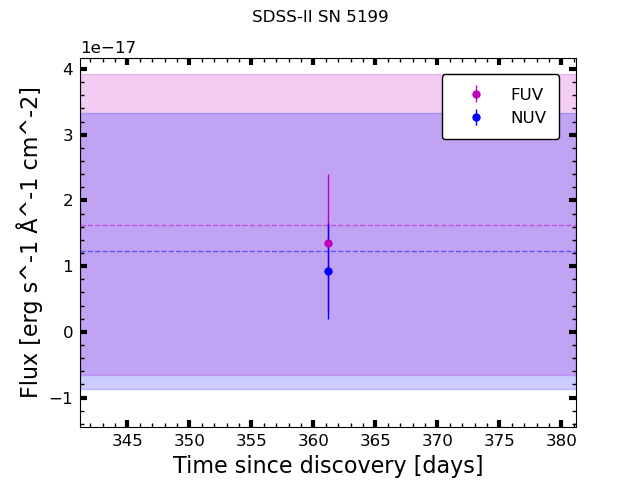 SDSS-II SN 5199
1e−17
4
3
2
1
0
−1
FUV
NUV
Flux [erg s^-1 Å^-1 cm^-2]
345 350 355 360 365 370 375 380
Time since discovery [days]